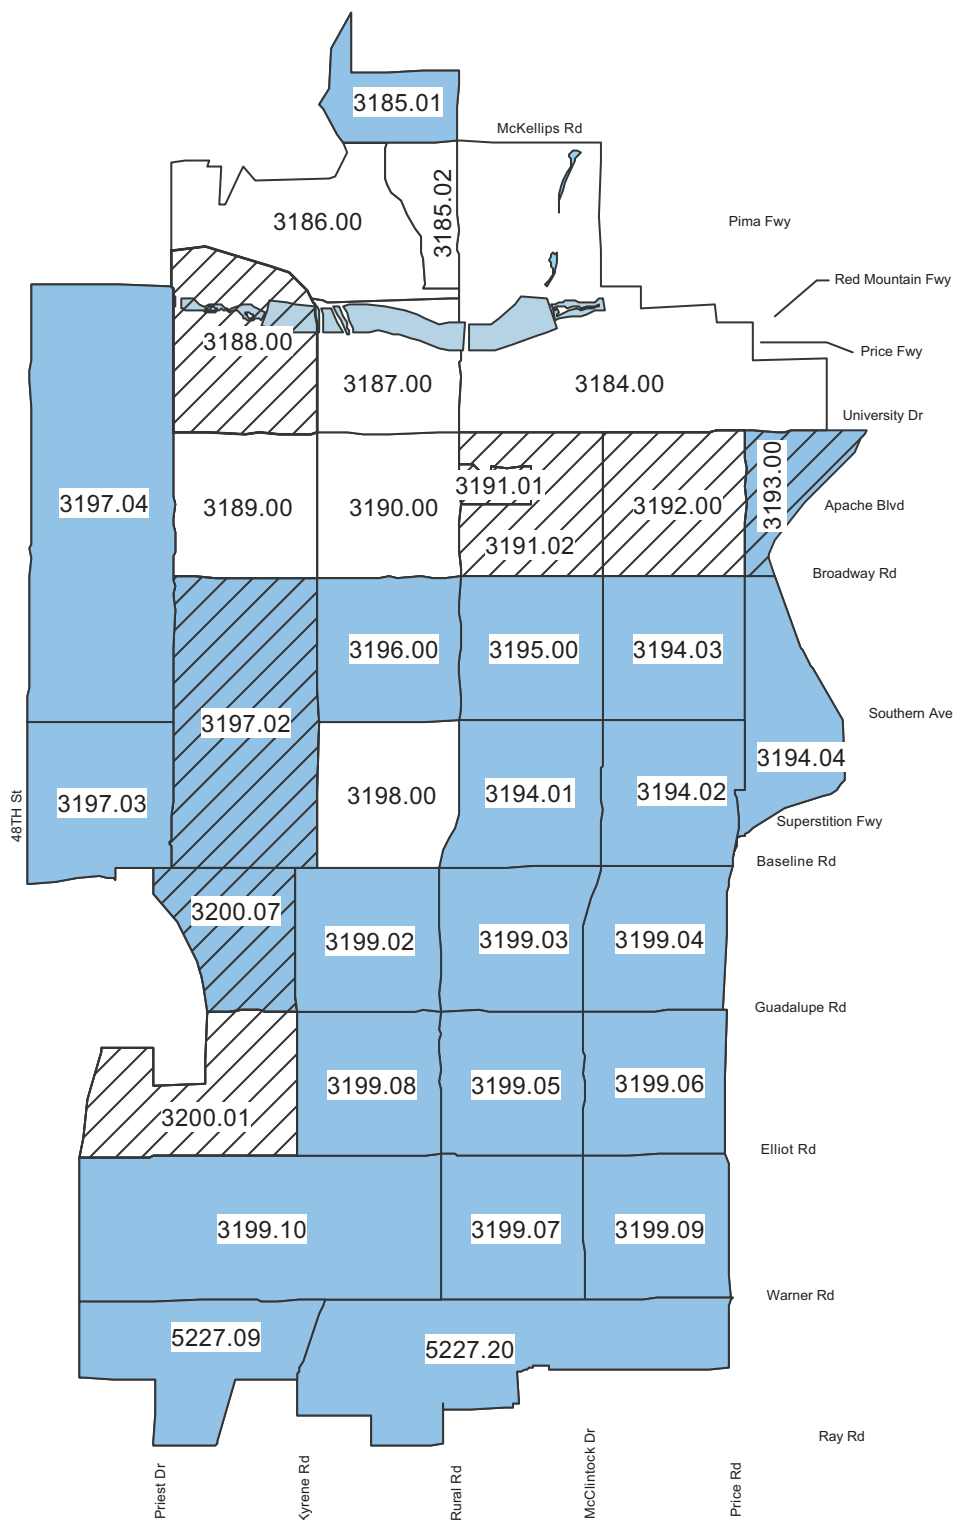 3185.01
McKellips Rd
3185.02
3186.00
Pima Fwy
Red Mountain Fwy
3188.00
Price Fwy
3187.00
3184.00
University Dr
3193.00
3191.01
3197.04
3189.00
3190.00
3192.00
Apache Blvd
3191.02
Broadway Rd
3196.00
3195.00
3194.03
Southern Ave
3197.02
3194.04
3198.00
3194.01
3194.02
3197.03
48TH St
Superstition Fwy
Baseline Rd
3200.07
3199.02
3199.03
3199.04
Guadalupe Rd
3199.08
3199.05
3199.06
3200.01
Elliot Rd
3199.10
3199.07
3199.09
Warner Rd
5227.09
5227.20
Ray Rd
Priest Dr
Kyrene Rd
Rural Rd
McClintock Dr
Price Rd